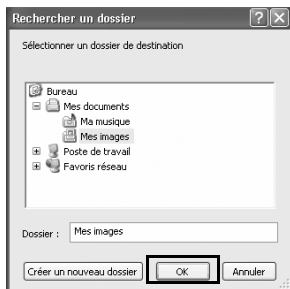 Rechercher un dossier
Sélectionner un dossier de destination
Bureau
Mes documents
Ma musique
Mes images
Poste de travail
Favoris réseau
Dossier : Mes images
Créer un nouveau dossier OK Annuler